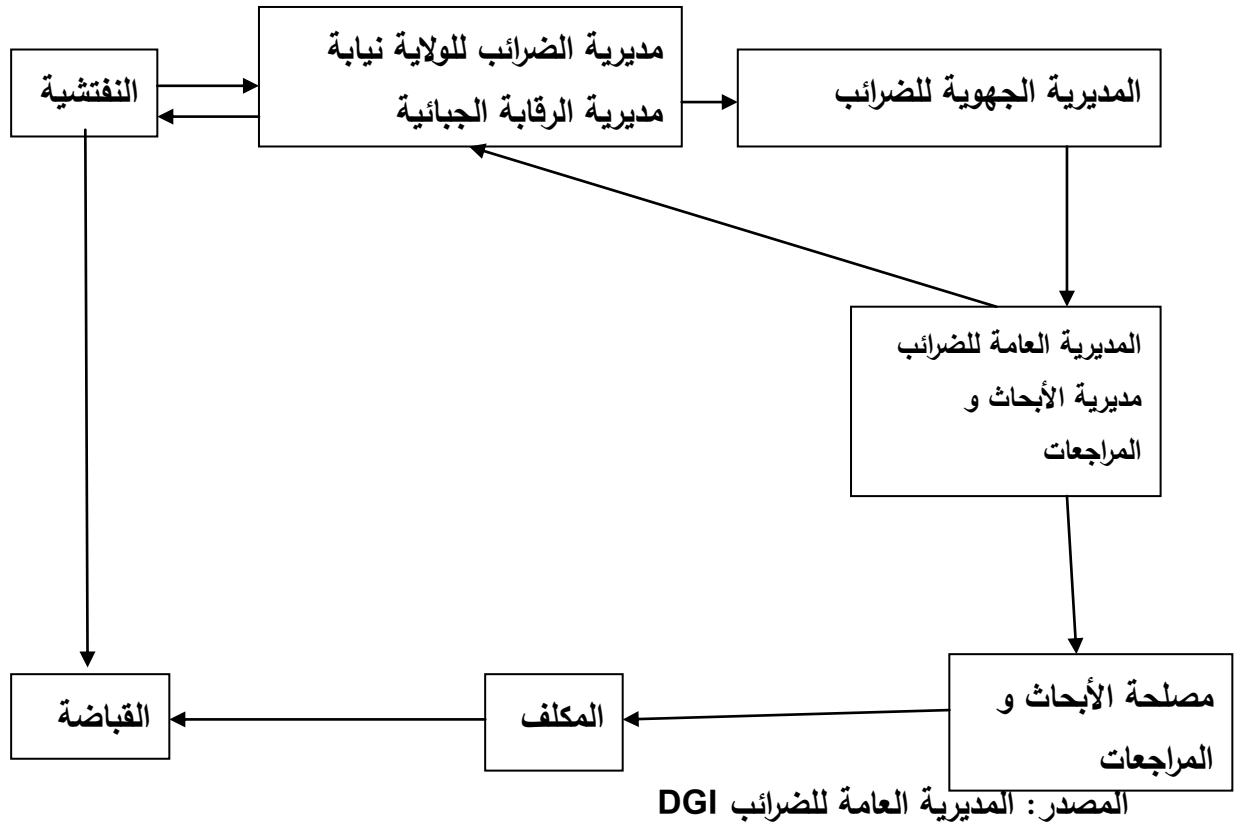 مديرية الضرائب للولاية نيابة
مديرية الرقابة الجبائية
المديرية الجهوية للضرائب
النفتشية
المديرية العامة للضرائب
مديرية الأبحاث و
المراجعات
مصلحة الأبحاث و
المراجعات
المكلف
القباضة
المصدر: المديرية العامة للضرائب DGI